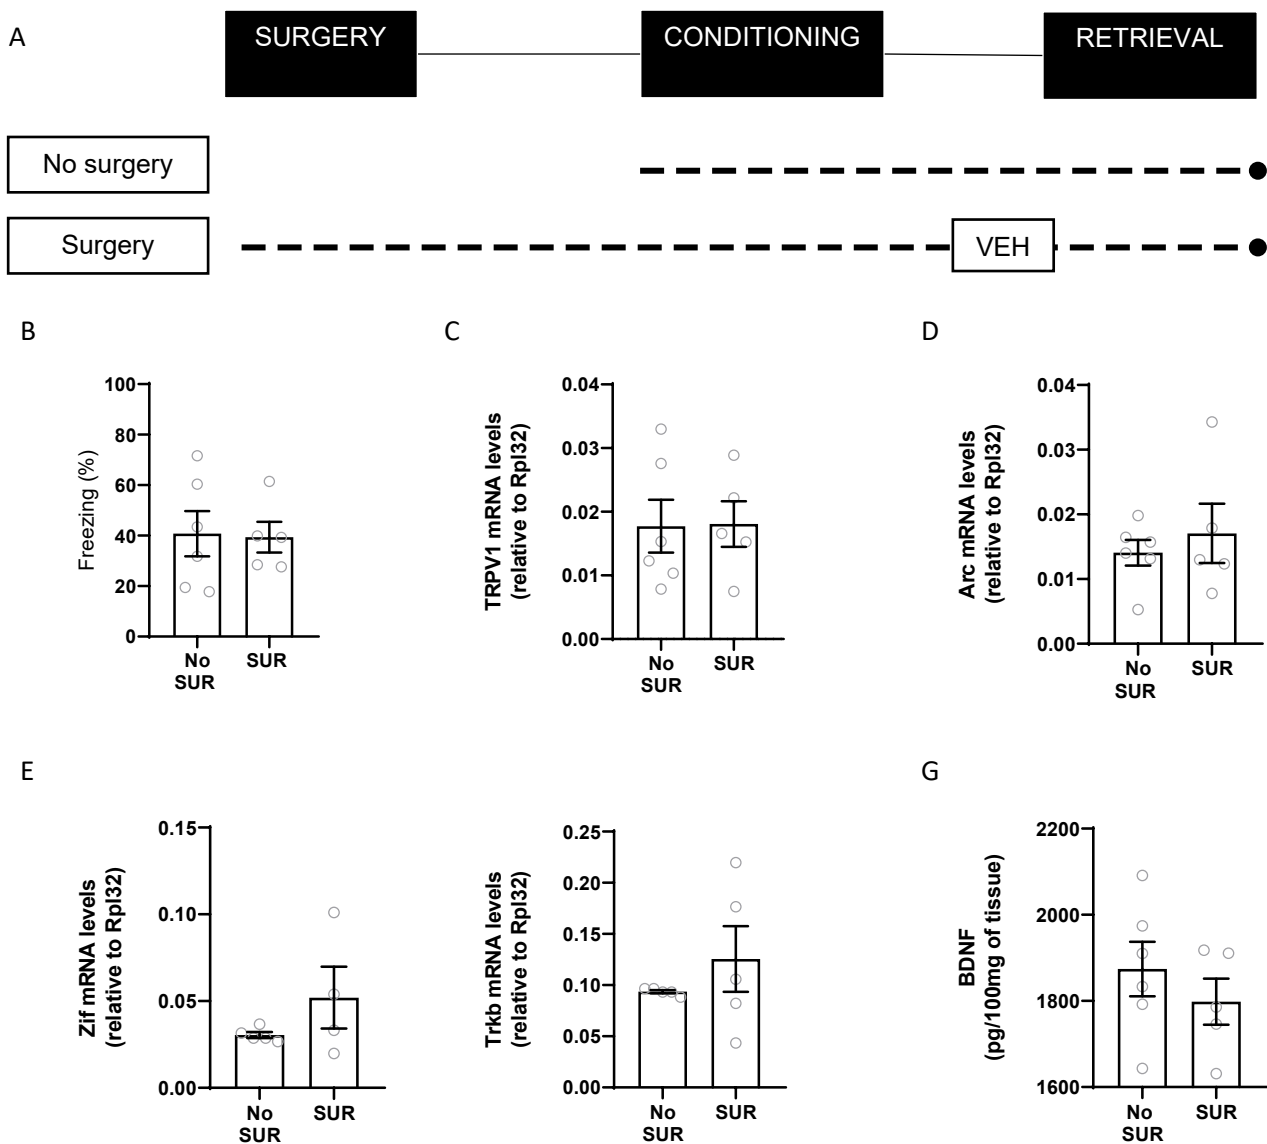 A
SURGERY
CONDITIONING
RETRIEVAL
No surgery
Surgery
VEH
B
C
D
Freezing (%)
100
80
60
40
20
0
No
SUR
SUR
TRPV1 mRNA levels
(relative to Rpl32)
0.04
0.03
0.02
0.01
0.00
No
SUR
SUR
Arc mRNA levels
(relative to Rpl32)
0.04
0.03
0.02
0.01
0.00
No
SUR
SUR
E
G
Zif mRNA levels
(relative to Rpl32)
0.15
0.10
0.05
0.00
No
SUR
SUR
Trkb mRNA levels
(relative to Rpl32)
0.25
0.20
0.15
0.10
0.05
0.00
No
SUR
SUR
BDNF
(pg/100mg of tissue)
2200
2000
1800
1600
No
SUR
SUR